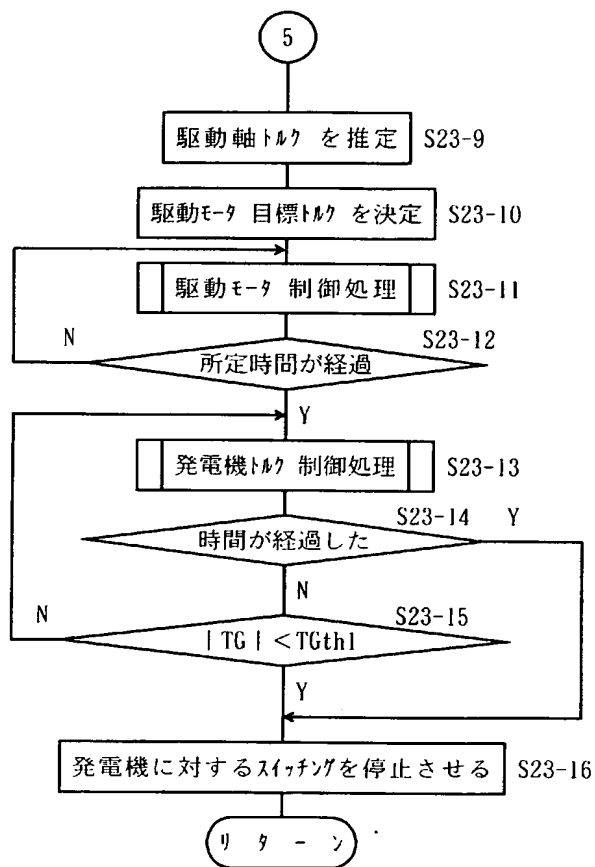 5
駆動軸ﾄﾙｸ を推定 S23-9
駆動ﾓｰﾀ 目標ﾄﾙｸ を決定 S23-10
駆動ﾓｰﾀ 制御処理 S23-11
S23-12
N
所定時間が経過
Y
発電機ﾄﾙｸ 制御処理 S23-13
S23-14 Y
時間が経過した
N
N S23-15
|TG|<TGth1
Y
発電機に対するｽｲｯﾁﾝｸﾞを停止させる S23-16
ﾘ ﾀ ｰ ﾝ